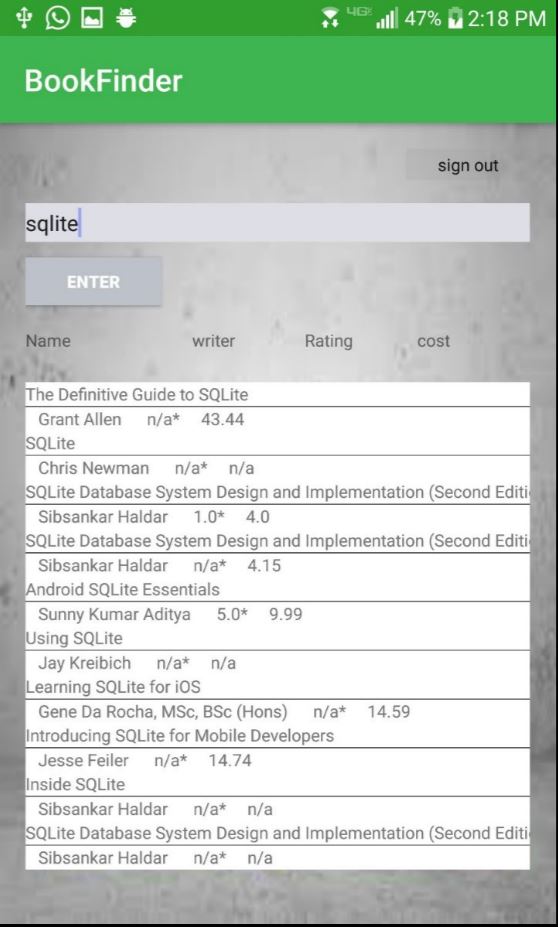 4G 47% 2:18 PM
BookFinder
sign out
sqlite
ENTER
Name writer Rating cost
The Definitive Guide to SQLite
Grant Allen n/a* 43.44
SQLite
Chris Newman n/a* n/a
SQLite Database System Design and Implementation (Second Editi
Sibsankar Haldar 1.0* 4.0
SQLite Database System Design and Implementation (Second Editi
Sibsankar Haldar n/a* 4.15
Android SQLite Essentials
Sunny Kumar Aditya 5.0* 9.99
Using SQLite
Jay Kreibich n/a* n/a
Learning SQLite for iOS
Gene Da Rocha, MSc, BSc (Hons) n/a* 14.59
Introducing SQLite for Mobile Developers
Jesse Feiler n/a* 14.74
Inside SQLite
Sibsankar Haldar n/a* n/a
SQLite Database System Design and Implementation (Second Editi
Sibsankar Haldar n/a* n/a